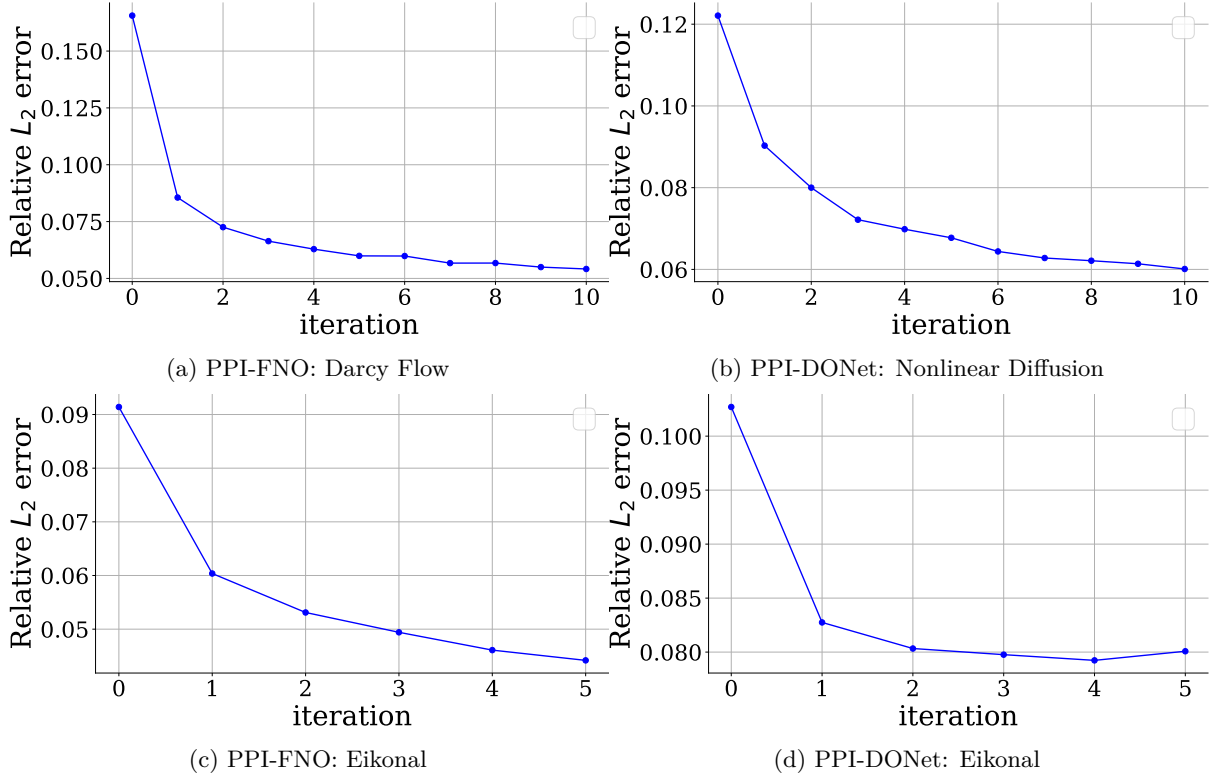 Relative L₂ error
0.150
0.125
0.100
0.075
0.050
0 2 4 6 8 10
iteration
(a) PPI-FNO: Darcy Flow
Relative L₂ error
0.12
0.10
0.08
0.06
0 2 4 6 8 10
iteration
(b) PPI-DONet: Nonlinear Diffusion
Relative L₂ error
0.09
0.08
0.07
0.06
0.05
0 1 2 3 4 5
iteration
(c) PPI-FNO: Eikonal
Relative L₂ error
0.100
0.095
0.090
0.085
0.080
0 1 2 3 4 5
iteration
(d) PPI-DONet: Eikonal